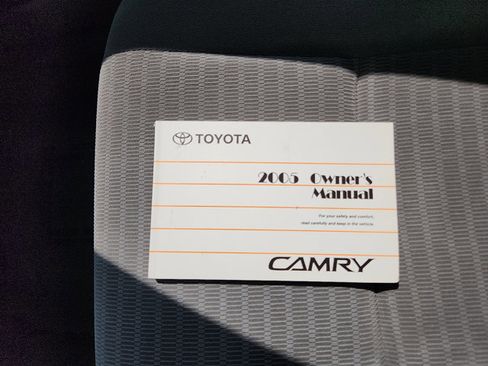 TOYOTA
2005 Owner's
Manual
For your safety and comfort,
read carefully and keep in the vehicle.
CAMRY